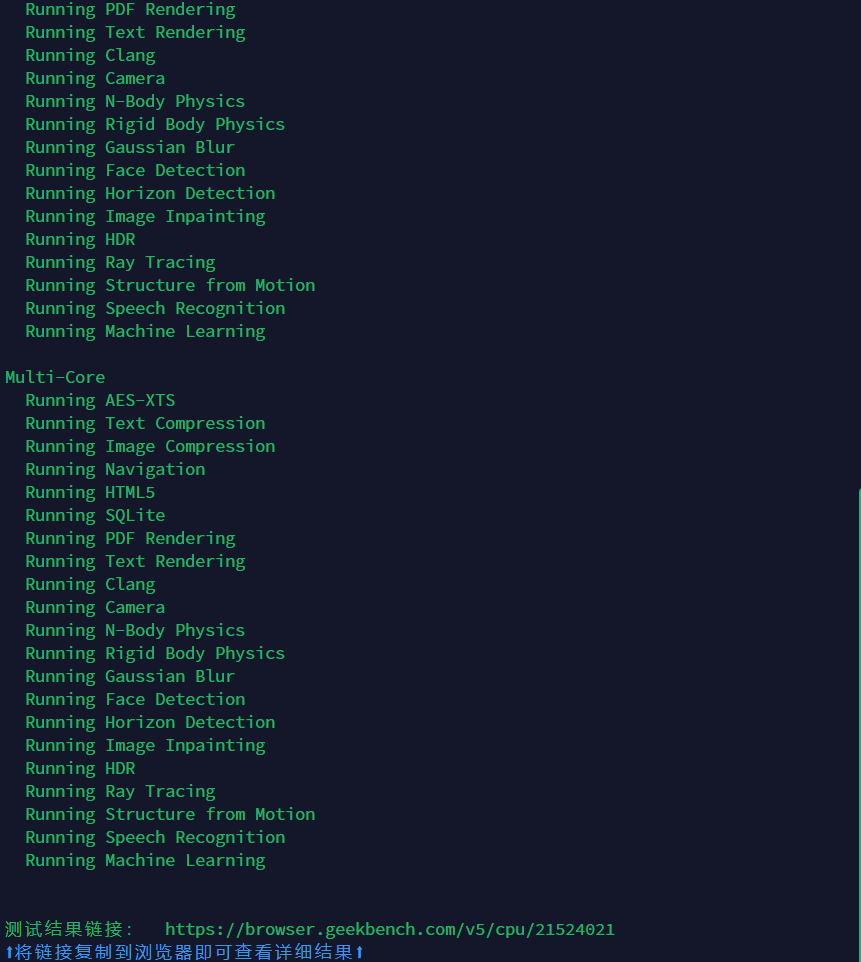 Running PDF Rendering
Running Text Rendering
Running Clang
Running Camera
Running N-Body Physics
Running Rigid Body Physics
Running Gaussian Blur
Running Face Detection
Running Horizon Detection
Running Image Inpainting
Running HDR
Running Ray Tracing
Running Structure from Motion
Running Speech Recognition
Running Machine Learning
Multi-Core
Running AES-XTS
Running Text Compression
Running Image Compression
Running Navigation
Running HTML5
Running SQLite
Running PDF Rendering
Running Text Rendering
Running Clang
Running Camera
Running N-Body Physics
Running Rigid Body Physics
Running Gaussian Blur
Running Face Detection
Running Horizon Detection
Running Image Inpainting
Running HDR
Running Ray Tracing
Running Structure from Motion
Running Speech Recognition
Running Machine Learning
测试结果链接: https://browser.geekbench.com/v5/cpu/21524021
⬆将链接复制到浏览器即可查看详细结果⬆